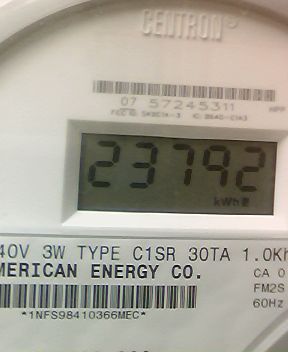 CENTRON
07 57245311
23792
kWh
40V 3W TYPE C1SR 30TA 1.0Kh
MERICAN ENERGY CO.
CA 0
FM2S
60Hz
*1NFS98410366MEC*